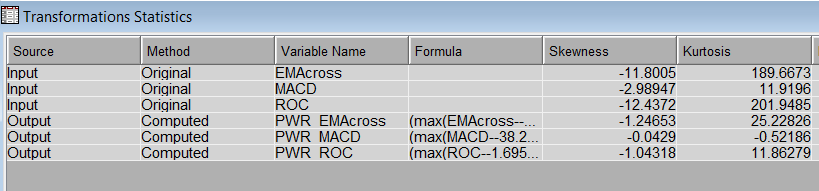 Transformations Statistics
Source Method Variable Name Formula Skewness Kurtosis
Input Original EMAcross -11.8005 189.6673
Input Original MACD -2.98947 11.9196
Input Original ROC -12.4372 201.9485
Output Computed PWR_EMAcross (max(EMAcross--... -1.24653 25.22826
Output Computed PWR_MACD (max(MACD--38.2... -0.0429 -0.52186
Output Computed PWR_ROC (max(ROC--1.695... -1.04318 11.86279